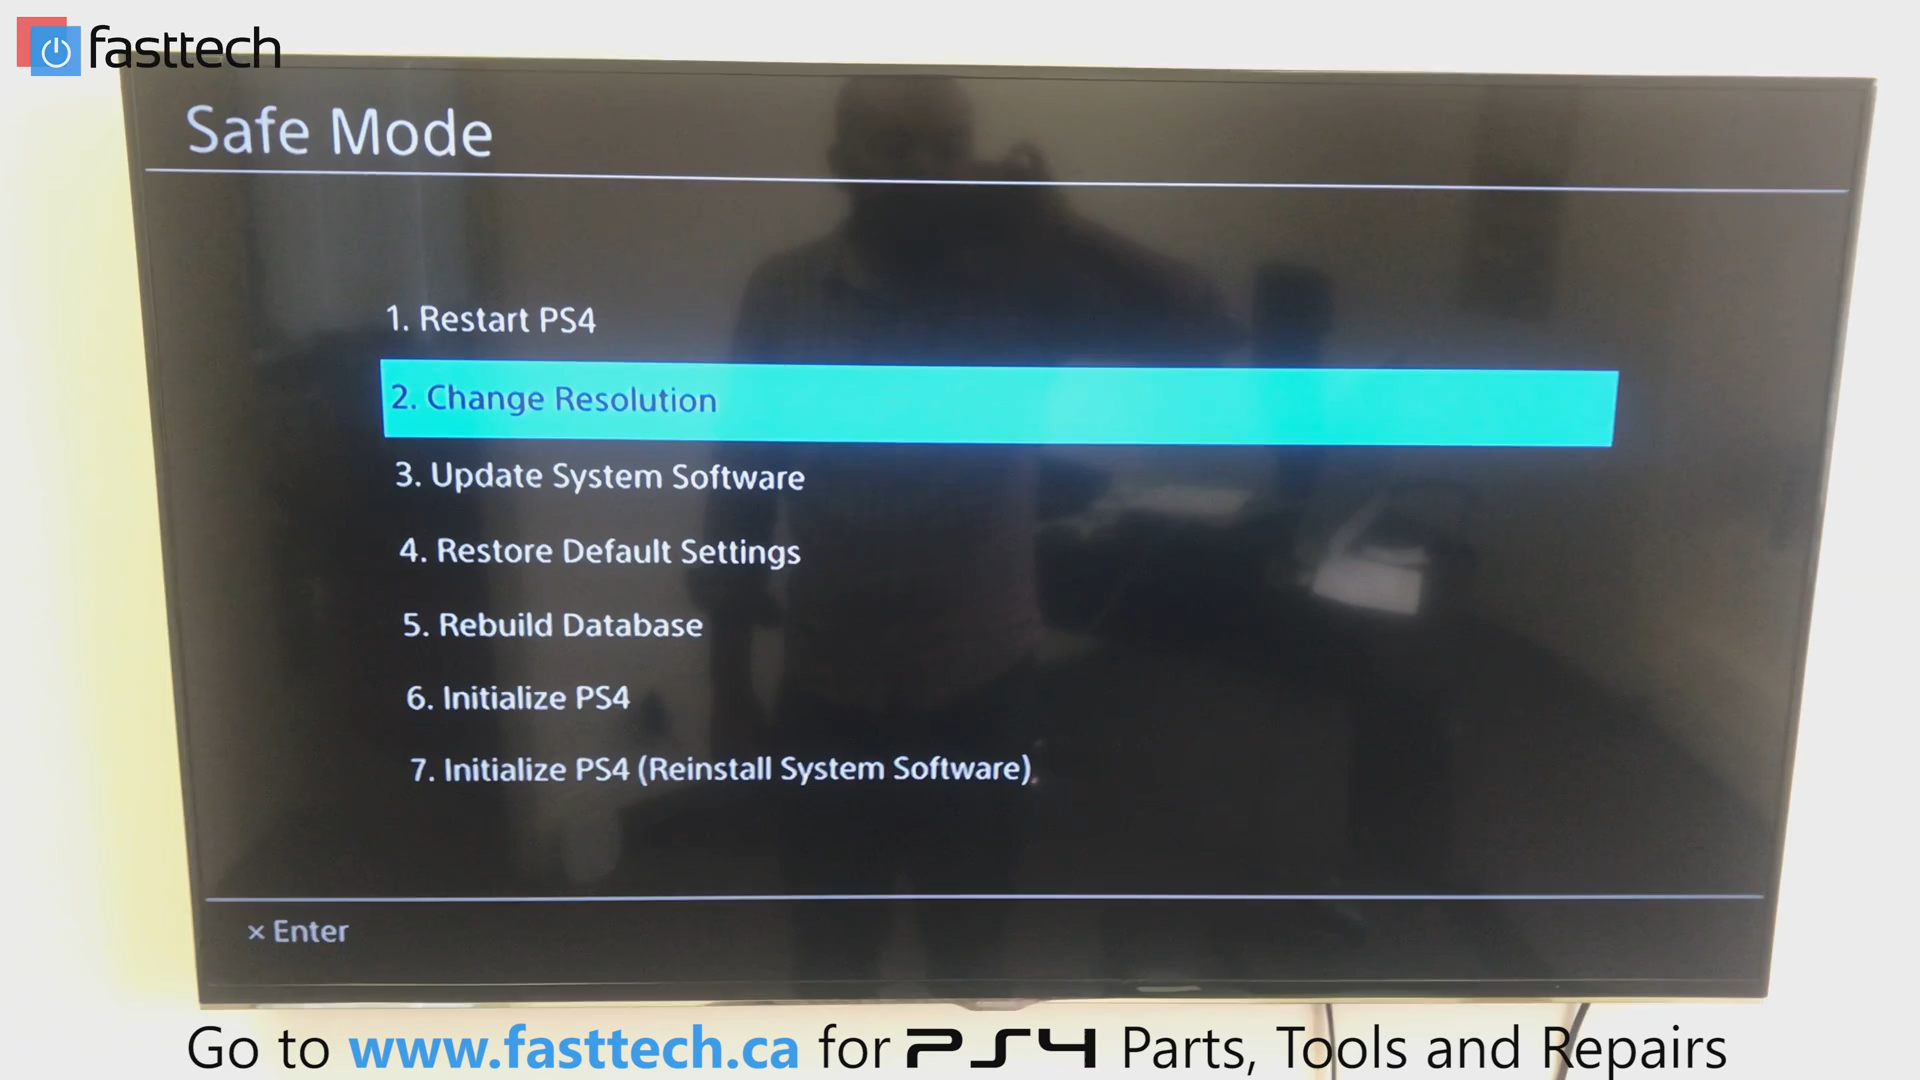 fasttech
Safe Mode
1. Restart PS4
2. Change Resolution
3. Update System Software
4. Restore Default Settings
5. Rebuild Database
6. Initialize PS4
7. Initialize PS4 (Reinstall System Software)
× Enter
Go to www.fasttech.ca for PS4 Parts, Tools and Repairs